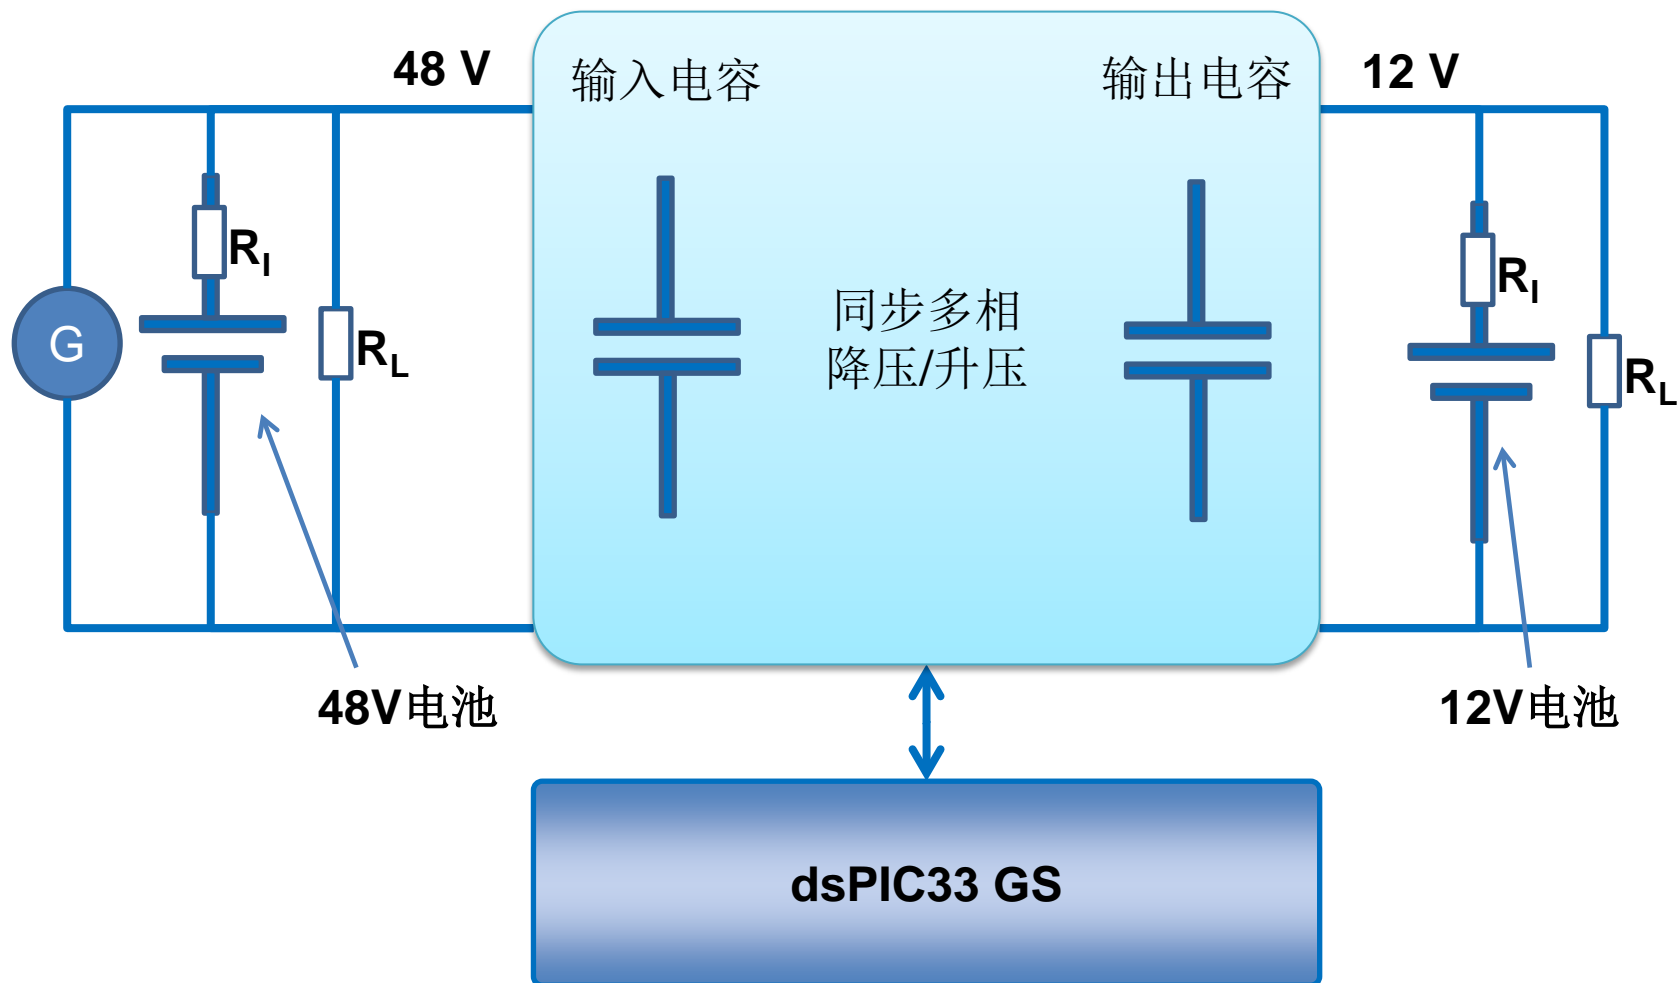 48 V
输入电容
输出电容
12 V
RI
RI
G
同步多相
降压/升压
RL
RL
48V电池
12V电池
dsPIC33 GS